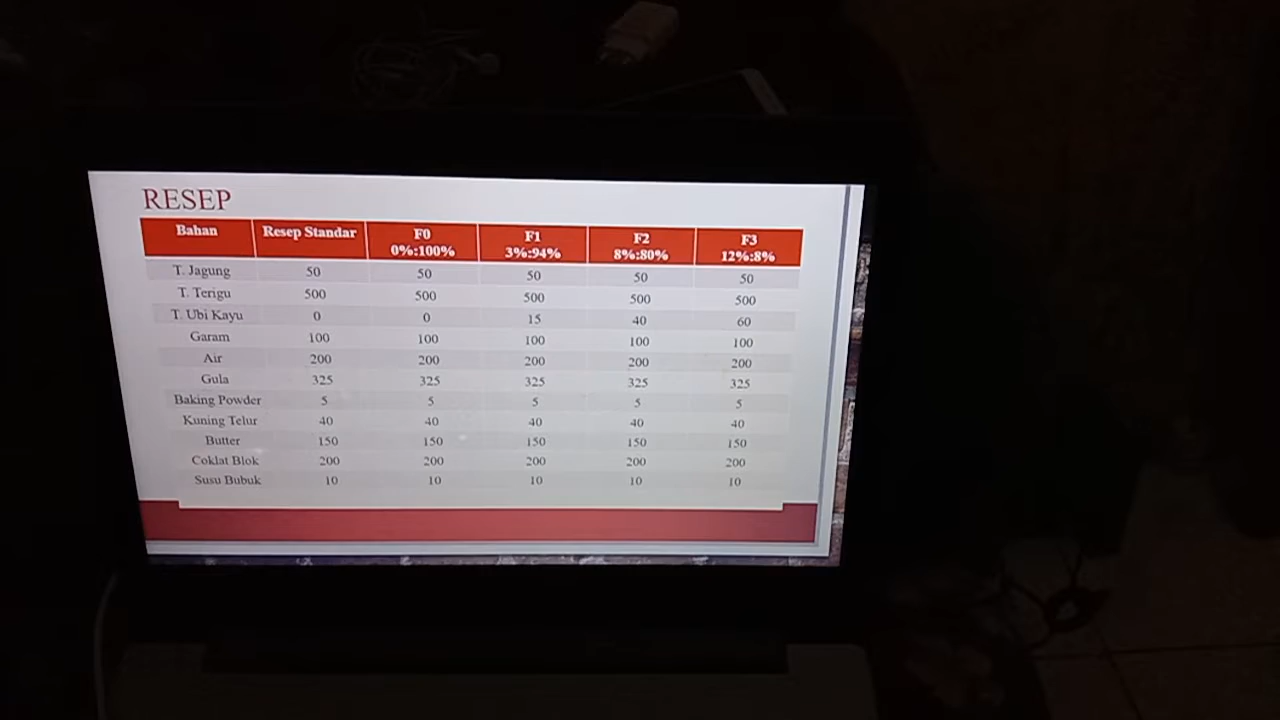 RESEP
Bahan Resep Standar F0 0%:100% F1 3%:94% F2 8%:80% F3 12%:8%
T. Jagung 50 50 50 50 50
T. Terigu 500 500 500 500 500
T. Ubi Kayu 0 0 15 40 60
Garam 100 100 100 100 100
Air 200 200 200 200 200
Gula 325 325 325 325 325
Baking Powder 5 5 5 5 5
Kuning Telur 40 40 40 40 40
Butter 150 150 150 150 150
Coklat Blok 200 200 200 200 200
Susu Bubuk 10 10 10 10 10